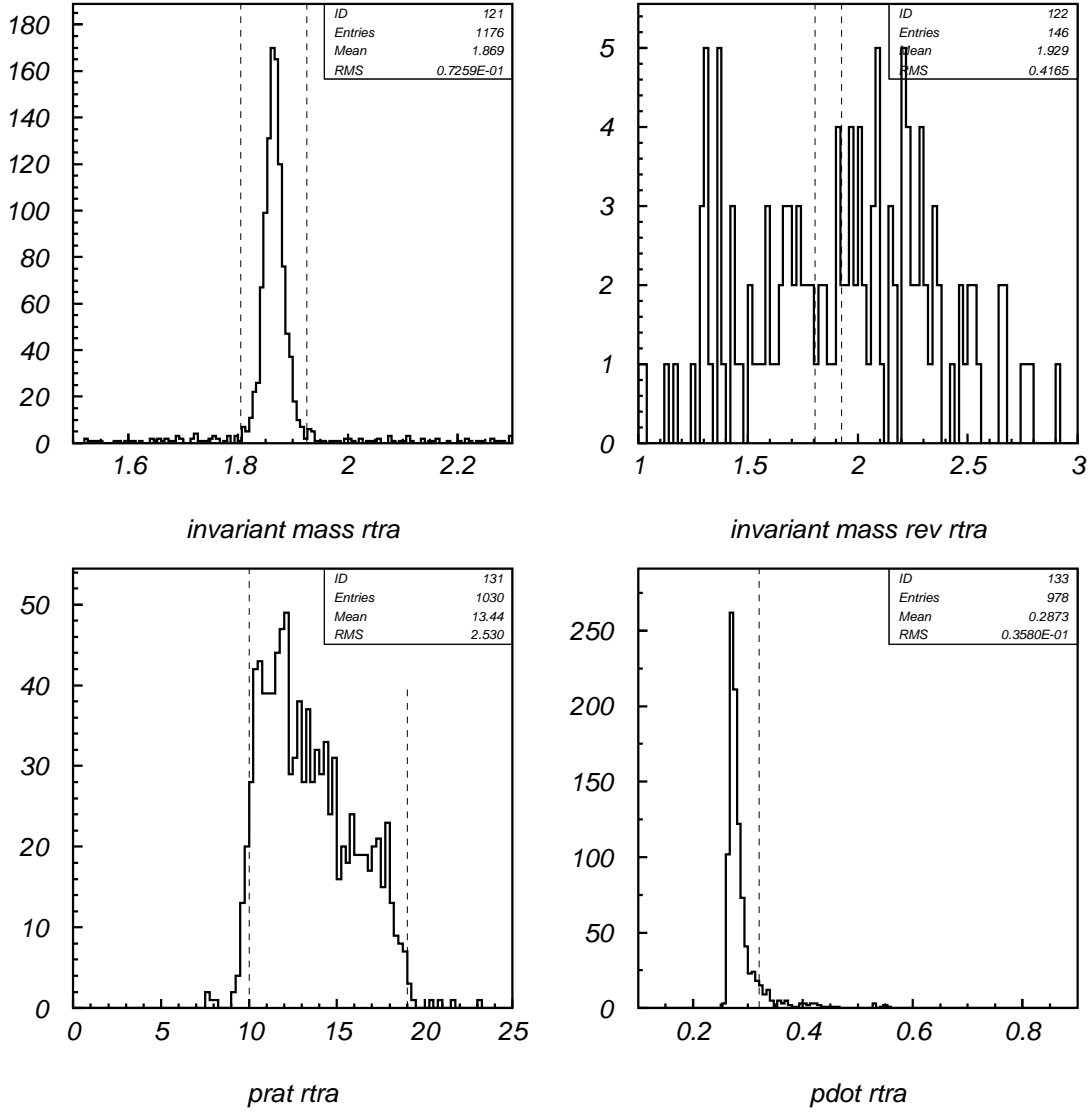 ID 121
Entries 1176
Mean 1.869
RMS 0.7259E-01
180
160
140
120
100
80
60
40
20
0
1.6 1.8 2 2.2
invariant mass rtra
ID 122
Entries 146
Mean 1.929
RMS 0.4165
5
4
3
2
1
0
1 1.5 2 2.5 3
invariant mass rev rtra
ID 131
Entries 1030
Mean 13.44
RMS 2.530
50
40
30
20
10
0
0 5 10 15 20 25
prat rtra
ID 133
Entries 978
Mean 0.2873
RMS 0.3580E-01
250
200
150
100
50
0
0.2 0.4 0.6 0.8
pdot rtra